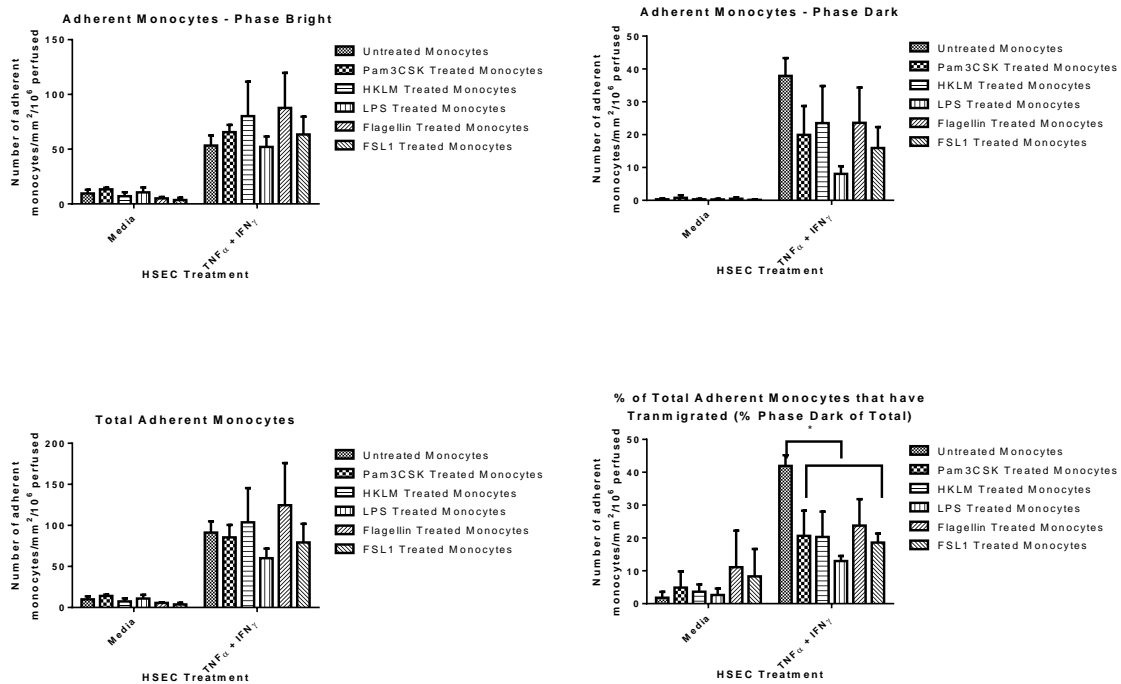 Adherent Monocytes - Phase Bright
Number of adherent
monocytes/mm²/10⁶ perfused
150
100
50
0
Media
TNFα + IFNγ
HSEC Treatment
Untreated Monocytes
Pam3CSK Treated Monocytes
HKLM Treated Monocytes
LPS Treated Monocytes
Flagellin Treated Monocytes
FSL1 Treated Monocytes
Adherent Monocytes - Phase Dark
Number of adherent
monocytes/mm²/10⁶ perfused
50
40
30
20
10
0
Media
TNFα + IFNγ
HSEC Treatment
Untreated Monocytes
Pam3CSK Treated Monocytes
HKLM Treated Monocytes
LPS Treated Monocytes
Flagellin Treated Monocytes
FSL1 Treated Monocytes
Total Adherent Monocytes
Number of adherent
monocytes/mm²/10⁶ perfused
200
150
100
50
0
Media
TNFα + IFNγ
HSEC Treatment
Untreated Monocytes
Pam3CSK Treated Monocytes
HKLM Treated Monocytes
LPS Treated Monocytes
Flagellin Treated Monocytes
FSL1 Treated Monocytes
% of Total Adherent Monocytes that have
Tranmigrated (% Phase Dark of Total)
Number of adherent
monocytes/mm²/10⁶ perfused
50
40
30
20
10
0
*
Media
TNFα + IFNγ
HSEC Treatment
Untreated Monocytes
Pam3CSK Treated Monocytes
HKLM Treated Monocytes
LPS Treated Monocytes
Flagellin Treated Monocytes
FSL1 Treated Monocytes